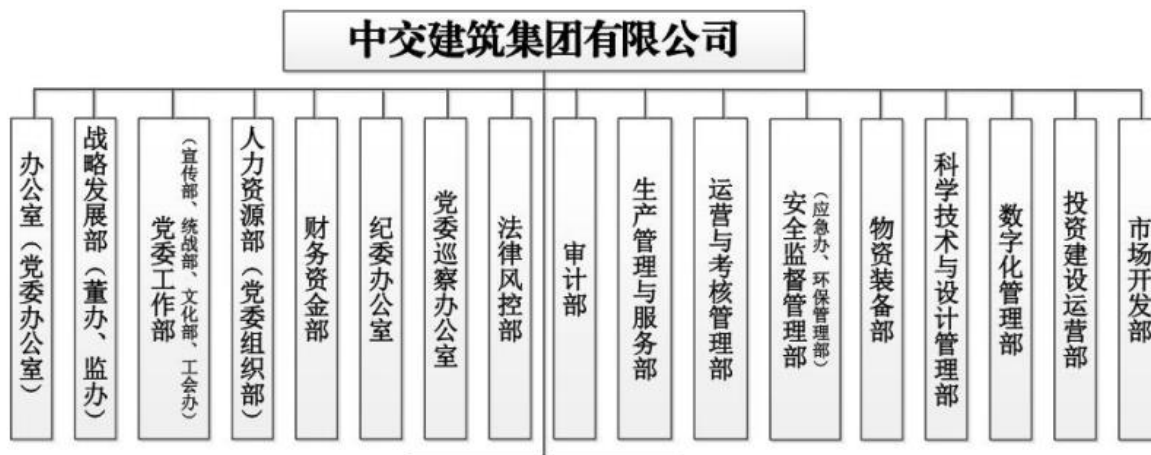 中交建筑集团有限公司
办公室（党委办公室）
战略发展部（董办、监办）
党委工作部
（宣传部、统战部、文化部、工会办）
人力资源部（党委组织部）
财务资金部
纪委办公室
党委巡察办公室
法律风控部
审计部
生产管理与服务部
运营与考核管理部
安全监督管理部
（应急办、环保管理部）
物资装备部
科学技术与设计管理部
数字化管理部
投资建设运营部
市场开发部